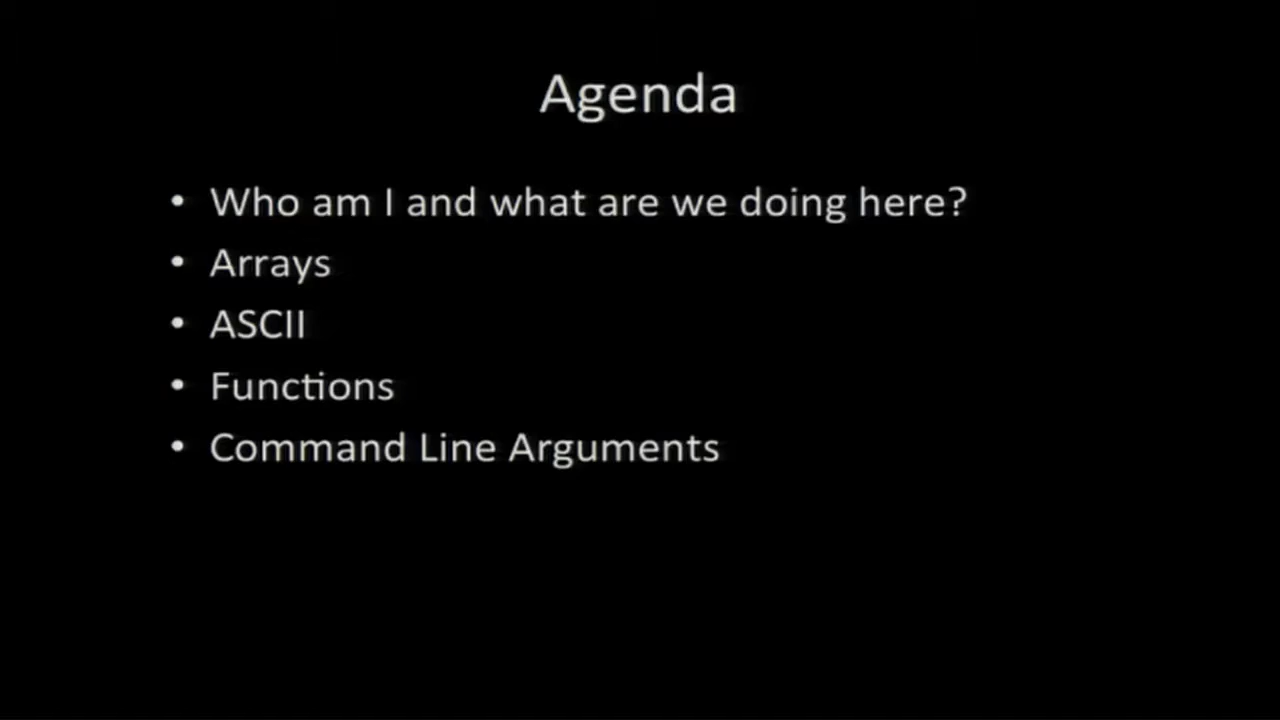 Agenda
• Who am I and what are we doing here?
• Arrays
• ASCII
• Functions
• Command Line Arguments